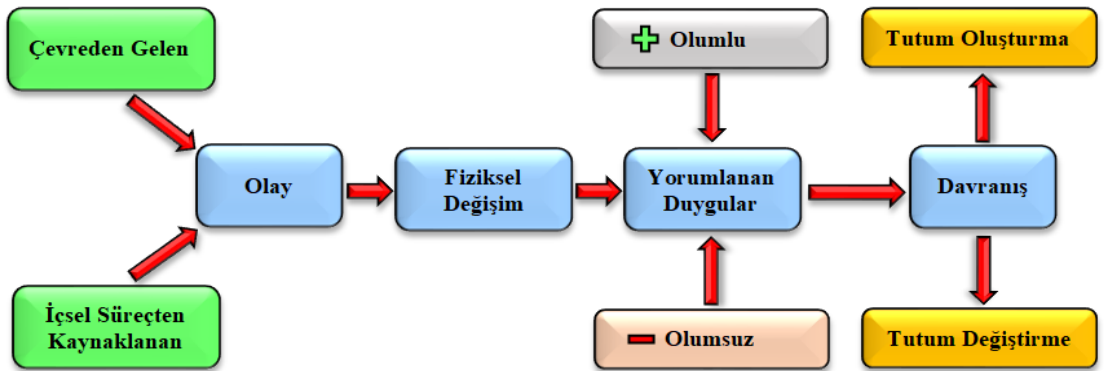 Çevreden Gelen
Olumlu
Tutum Oluşturma
Olay
Fiziksel
Değişim
Yorumlanan
Duygular
Davranış
İçsel Süreçten
Kaynaklanan
Olumsuz
Tutum Değiştirme